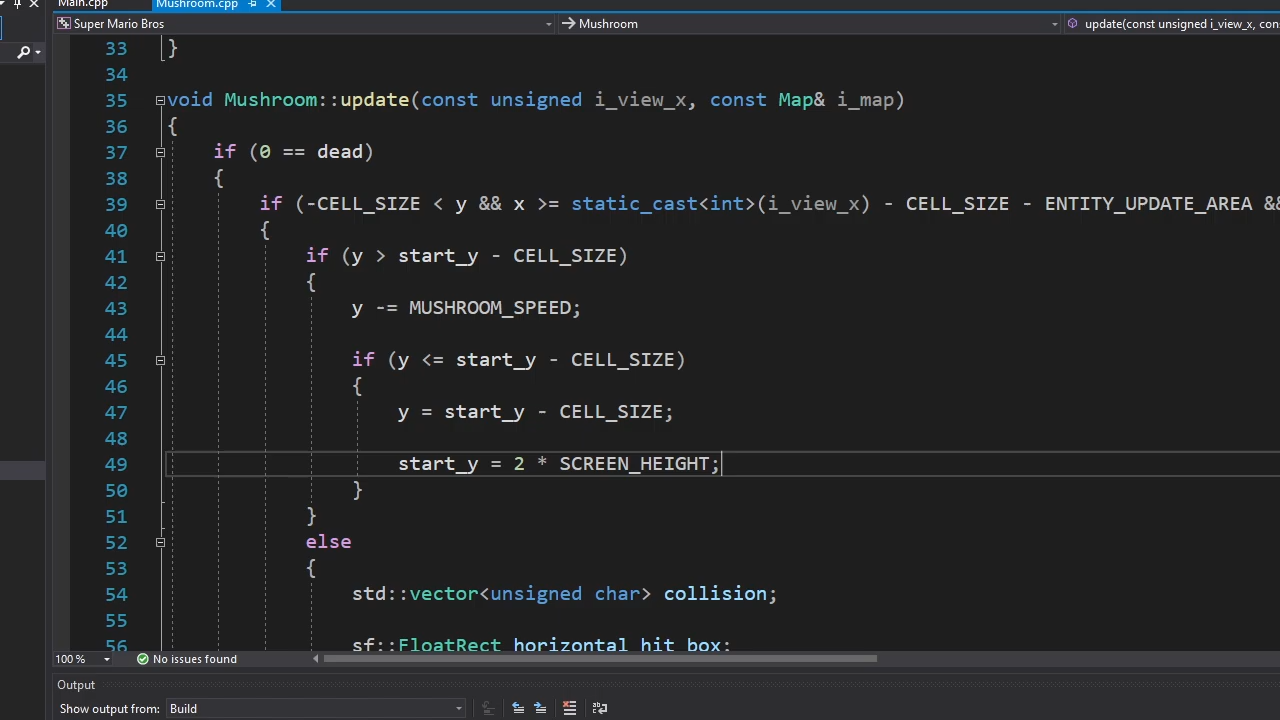 Main.cpp Mushroom.cpp
Super Mario Bros Mushroom update(const unsigned i_view_x, con
33 }
34
35 void Mushroom::update(const unsigned i_view_x, const Map& i_map)
36 {
37 if (0 == dead)
38 {
39 if (-CELL_SIZE < y && x >= static_cast<int>(i_view_x) - CELL_SIZE - ENTITY_UPDATE_AREA &&
40 {
41 if (y > start_y - CELL_SIZE)
42 {
43 y -= MUSHROOM_SPEED;
44
45 if (y <= start_y - CELL_SIZE)
46 {
47 y = start_y - CELL_SIZE;
48
49 start_y = 2 * SCREEN_HEIGHT;
50 }
51 }
52 else
53 {
54 std::vector<unsigned char> collision;
55
56 sf::FloatRect horizontal_hit_box;
100 % No issues found
Output
Show output from: Build